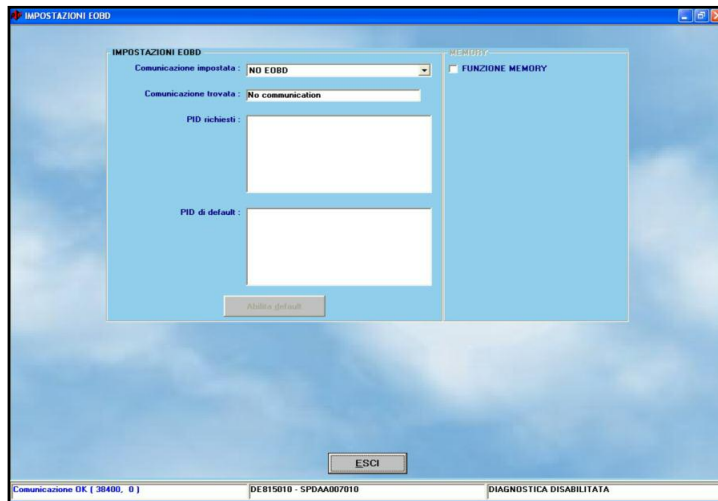 IMPOSTAZIONI EOBD
IMPOSTAZIONI EOBD
MEMORY
Comunicazione impostata : NO EOBD
FUNZIONE MEMORY
Comunicazione trovata : No communication
PID richiesti :
PID di default :
Abilita default
ESCI
Comunicazione OK ( 38400, 0 ) DE815010 - SPDAA007010 DIAGNOSTICA DISABILITATA